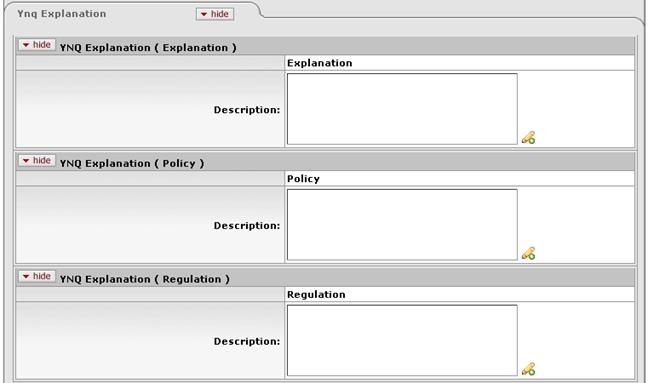 Ynq Explanation hide
hide YNQ Explanation ( Explanation )
Explanation
Description:
hide YNQ Explanation ( Policy )
Policy
Description:
hide YNQ Explanation ( Regulation )
Regulation
Description: